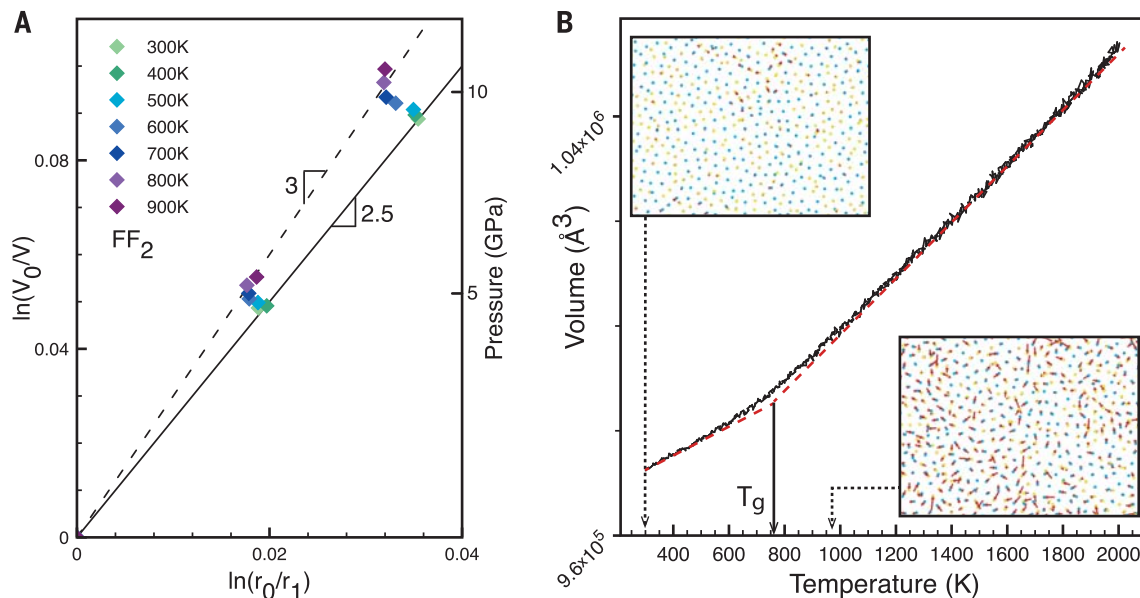 A
300K
400K
500K
600K
700K
800K
900K
FF2
3
2.5
10
5
Pressure (GPa)
0.08
0.04
0
ln(V0/V)
0
0.02
0.04
ln(r0/r1)
B
1.04x10^6
9.6x10^5
Volume (Å3)
Tg
400
600
800
1000
1200
1400
1600
1800
2000
Temperature (K)